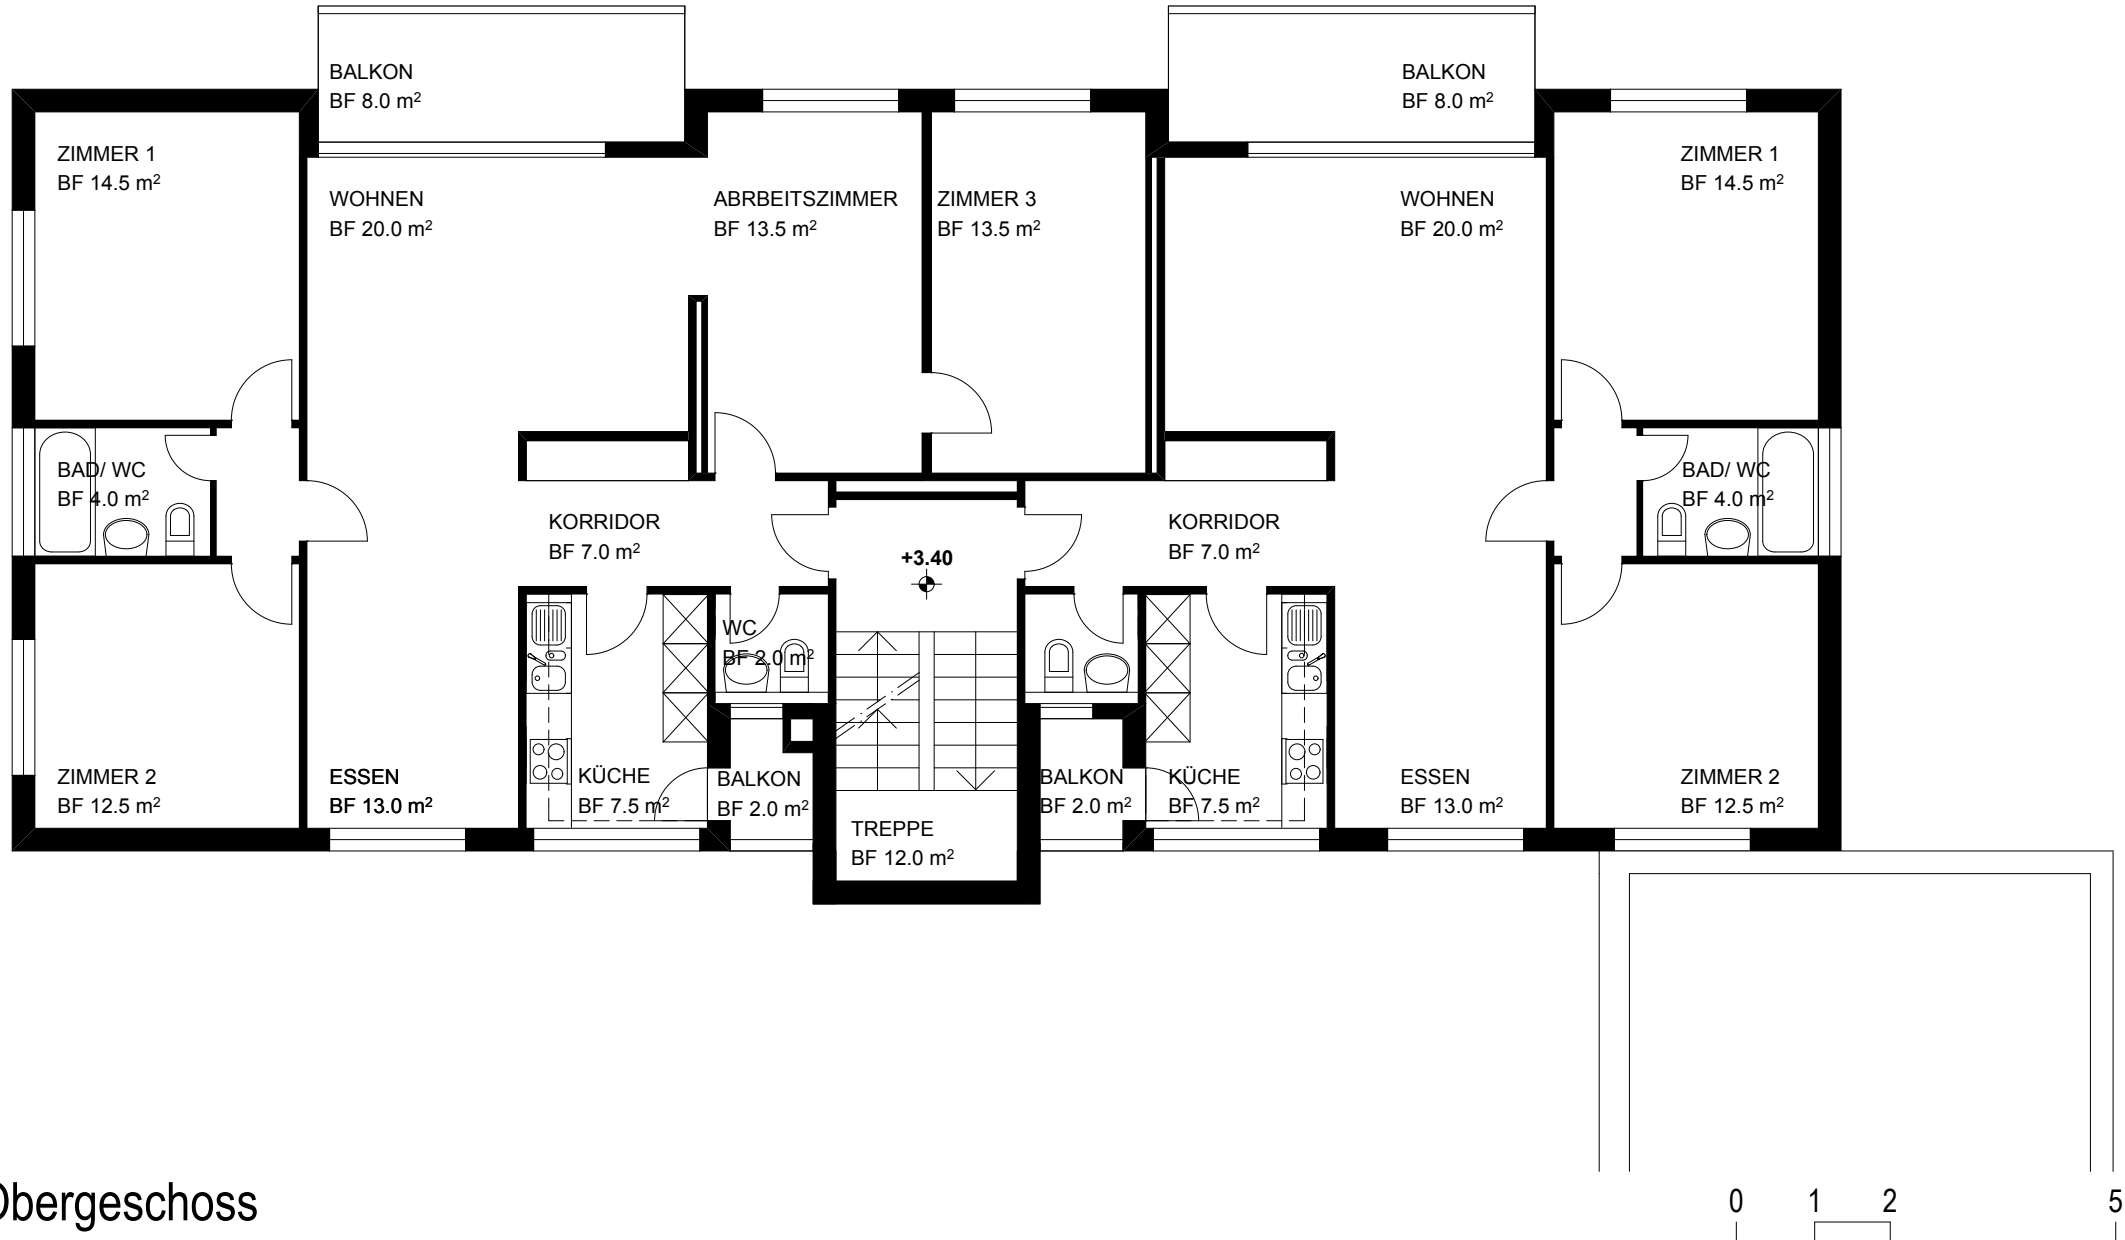 BALKON
BF 8.0 m²
BALKON
BF 8.0 m²
ZIMMER 1
BF 14.5 m²
ZIMMER 1
BF 14.5 m²
WOHNEN
BF 20.0 m²
ABRBEITSZIMMER
BF 13.5 m²
ZIMMER 3
BF 13.5 m²
WOHNEN
BF 20.0 m²
BAD/ WC
BF 4.0 m²
BAD/ WC
BF 4.0 m²
KORRIDOR
BF 7.0 m²
+3.40
KORRIDOR
BF 7.0 m²
WC
BF 2.0 m²
ZIMMER 2
BF 12.5 m²
ESSEN
BF 13.0 m²
KÜCHE
BF 7.5 m²
BALKON
BF 2.0 m²
BALKON
BF 2.0 m²
KÜCHE
BF 7.5 m²
ESSEN
BF 13.0 m²
ZIMMER 2
BF 12.5 m²
TREPPE
BF 12.0 m²
Obergeschoss
0 1 2 5